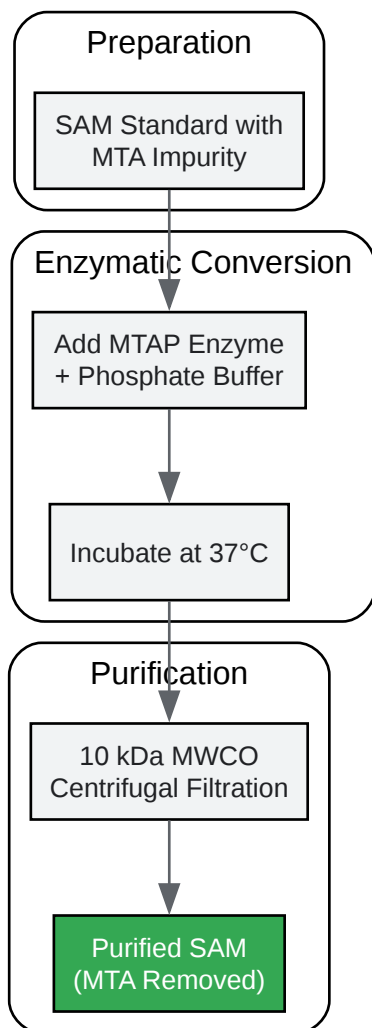 Preparation
SAM Standard with
MTA Impurity
Enzymatic Conversion
Add MTAP Enzyme
+ Phosphate Buffer
Incubate at 37°C
Purification
10 kDa MWCO
Centrifugal Filtration
Purified SAM
(MTA Removed)